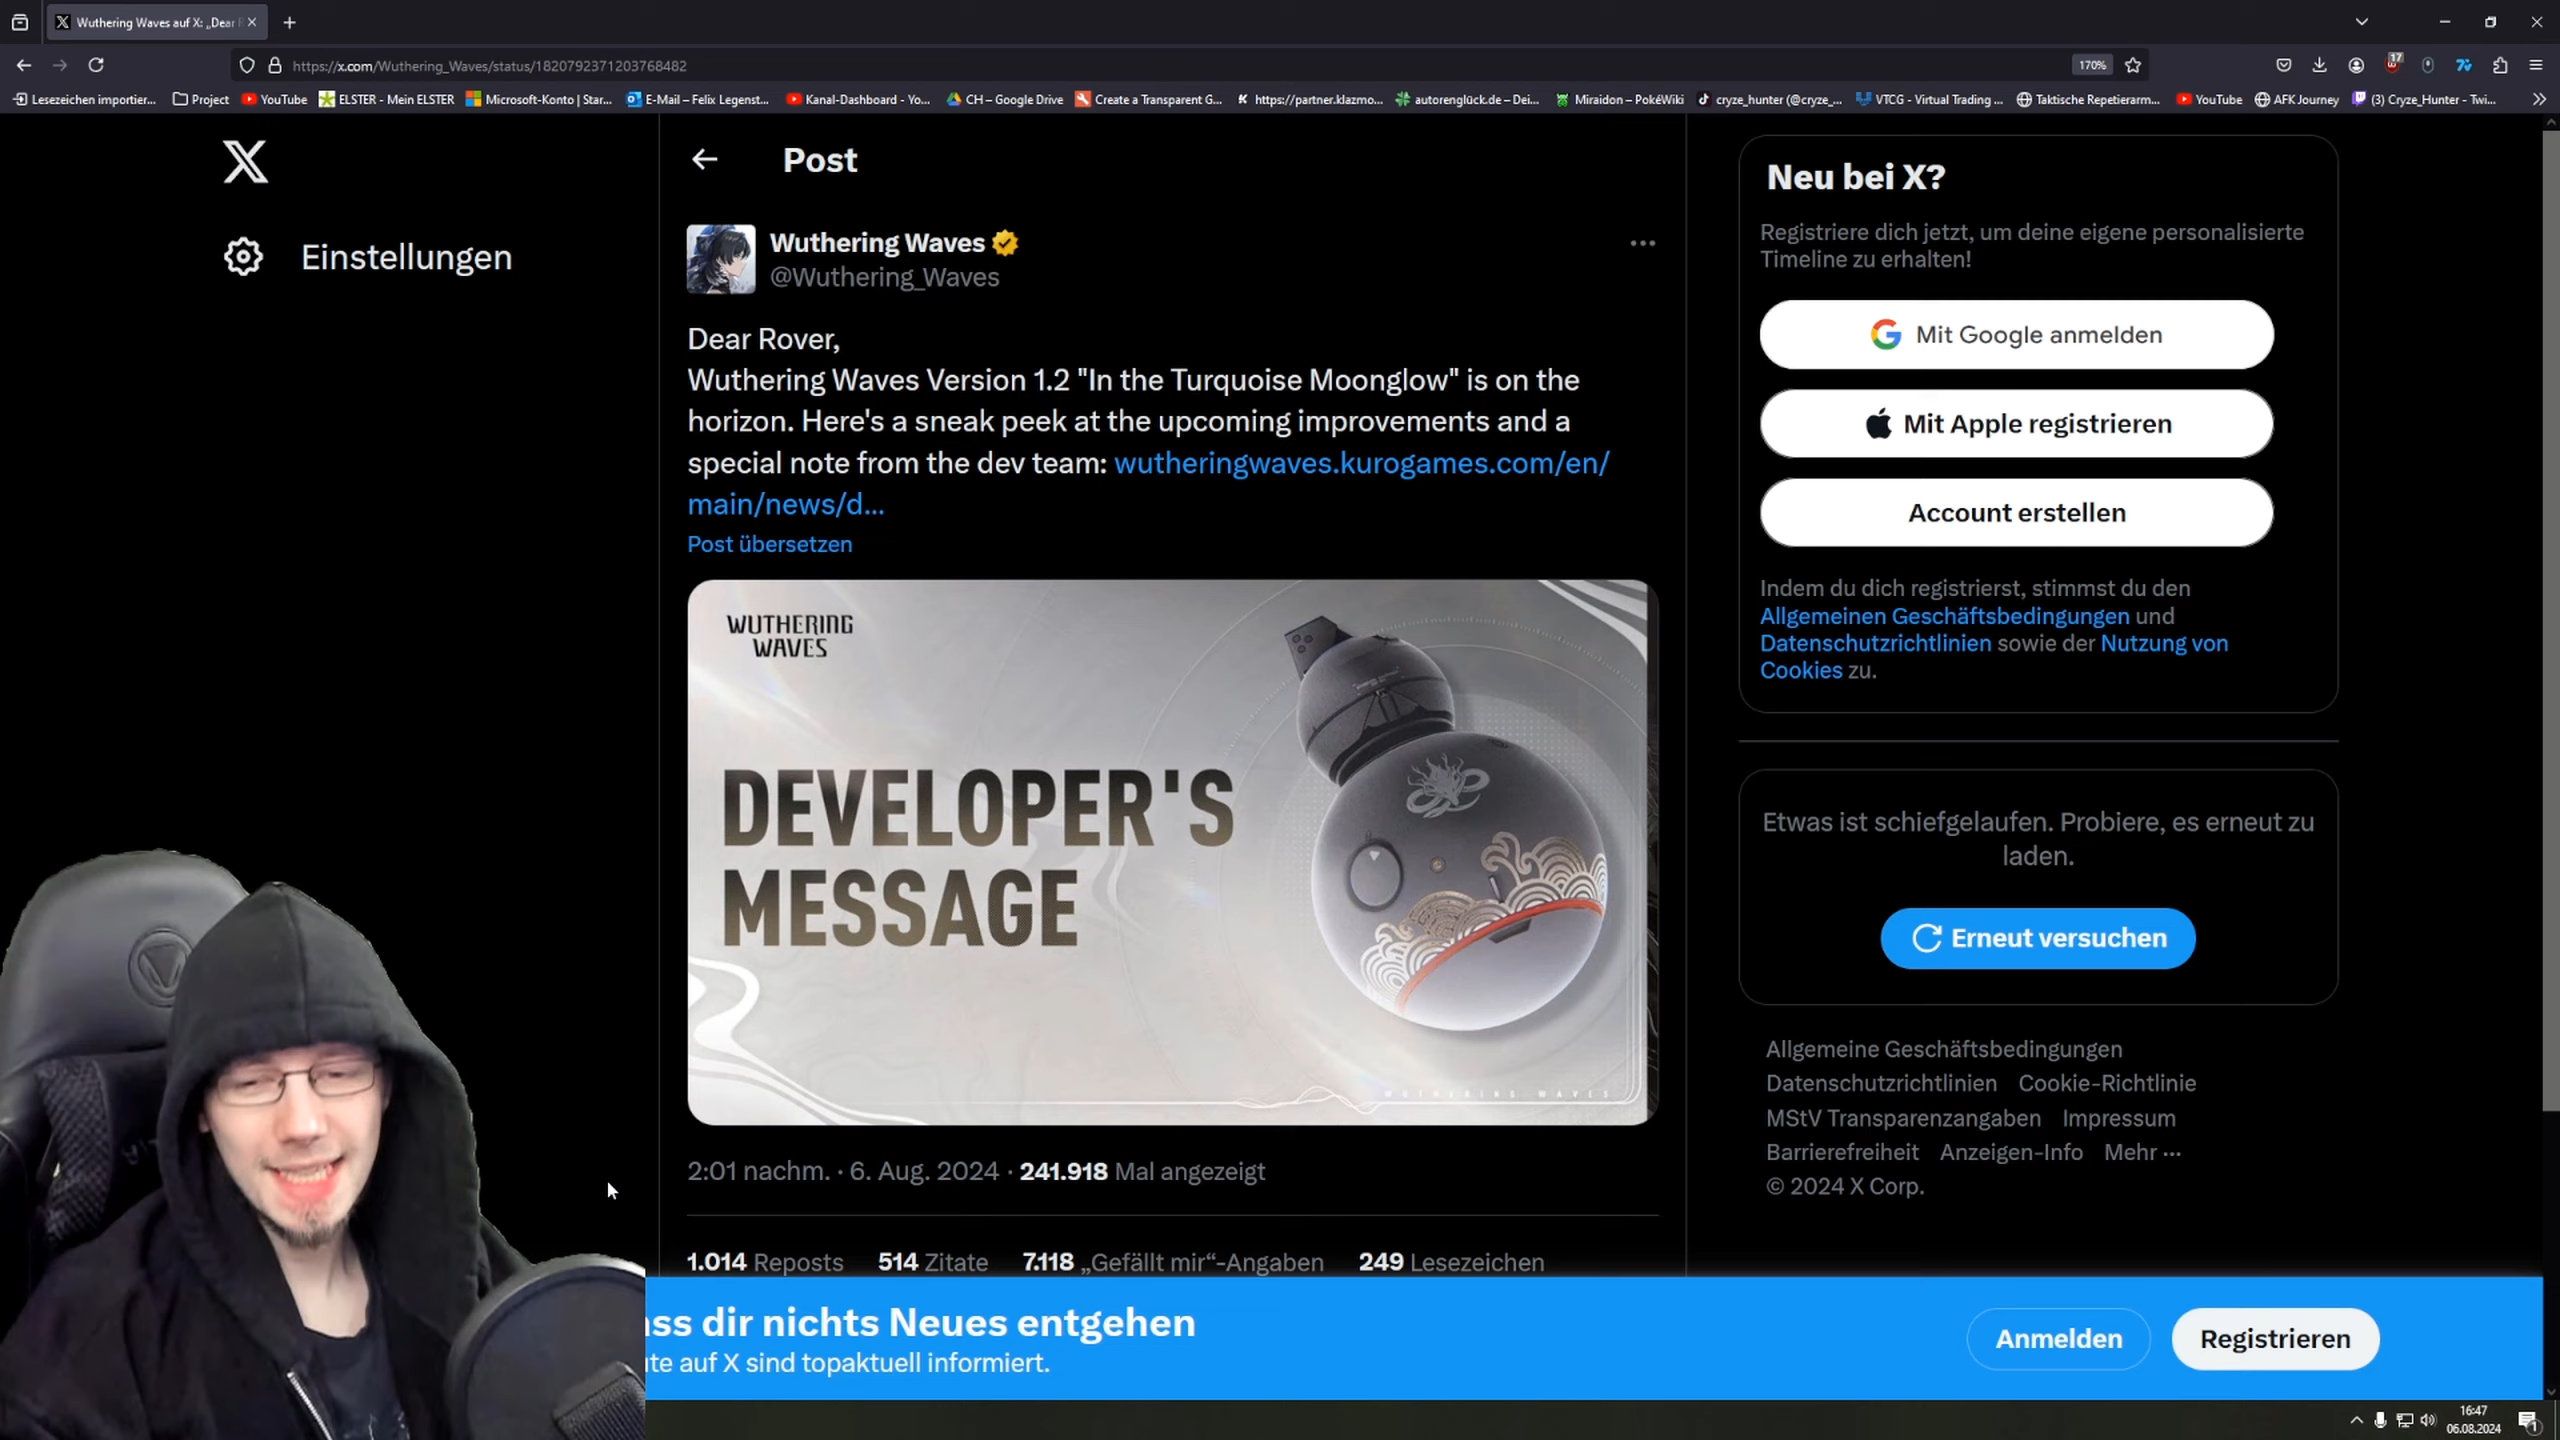 Wuthering Waves auf X: „Dear
https://x.com/Wuthering_Waves/status/1820792371203768482
170%
17
Lesezeichen importier...
Project
YouTube
ELSTER - Mein ELSTER
Microsoft-Konto | Star...
E-Mail – Felix Legenst...
Kanal-Dashboard - Yo...
CH – Google Drive
Create a Transparent G...
https://partner.klazmo...
autorenglück.de – Dei...
Miraidon – PokéWiki
cryze_hunter (@cryze_...
VTCG - Virtual Trading ...
Taktische Repetierarm...
YouTube
AFK Journey
(3) Cryze_Hunter - Twi...
Einstellungen
Post
Wuthering Waves
@Wuthering_Waves
Dear Rover,
Wuthering Waves Version 1.2 "In the Turquoise Moonglow" is on the
horizon. Here's a sneak peek at the upcoming improvements and a
special note from the dev team: wutheringwaves.kurogames.com/en/
main/news/d...
Post übersetzen
WUTHERING
WAVES
DEVELOPER'S
MESSAGE
WUTHERING WAVES
2:01 nachm. · 6. Aug. 2024 · 241.918 Mal angezeigt
1.014 Reposts 514 Zitate 7.118 „Gefällt mir“-Angaben 249 Lesezeichen
Neu bei X?
Registriere dich jetzt, um deine eigene personalisierte
Timeline zu erhalten!
Mit Google anmelden
Mit Apple registrieren
Account erstellen
Indem du dich registrierst, stimmst du den
Allgemeinen Geschäftsbedingungen und
Datenschutzrichtlinien sowie der Nutzung von
Cookies zu.
Etwas ist schiefgelaufen. Probiere, es erneut zu
laden.
Erneut versuchen
Allgemeine Geschäftsbedingungen
Datenschutzrichtlinien Cookie-Richtlinie
MStV Transparenzangaben Impressum
Barrierefreiheit Anzeigen-Info Mehr ···
© 2024 X Corp.
ass dir nichts Neues entgehen
ute auf X sind topaktuell informiert.
Anmelden
Registrieren
16:47
06.08.2024
1